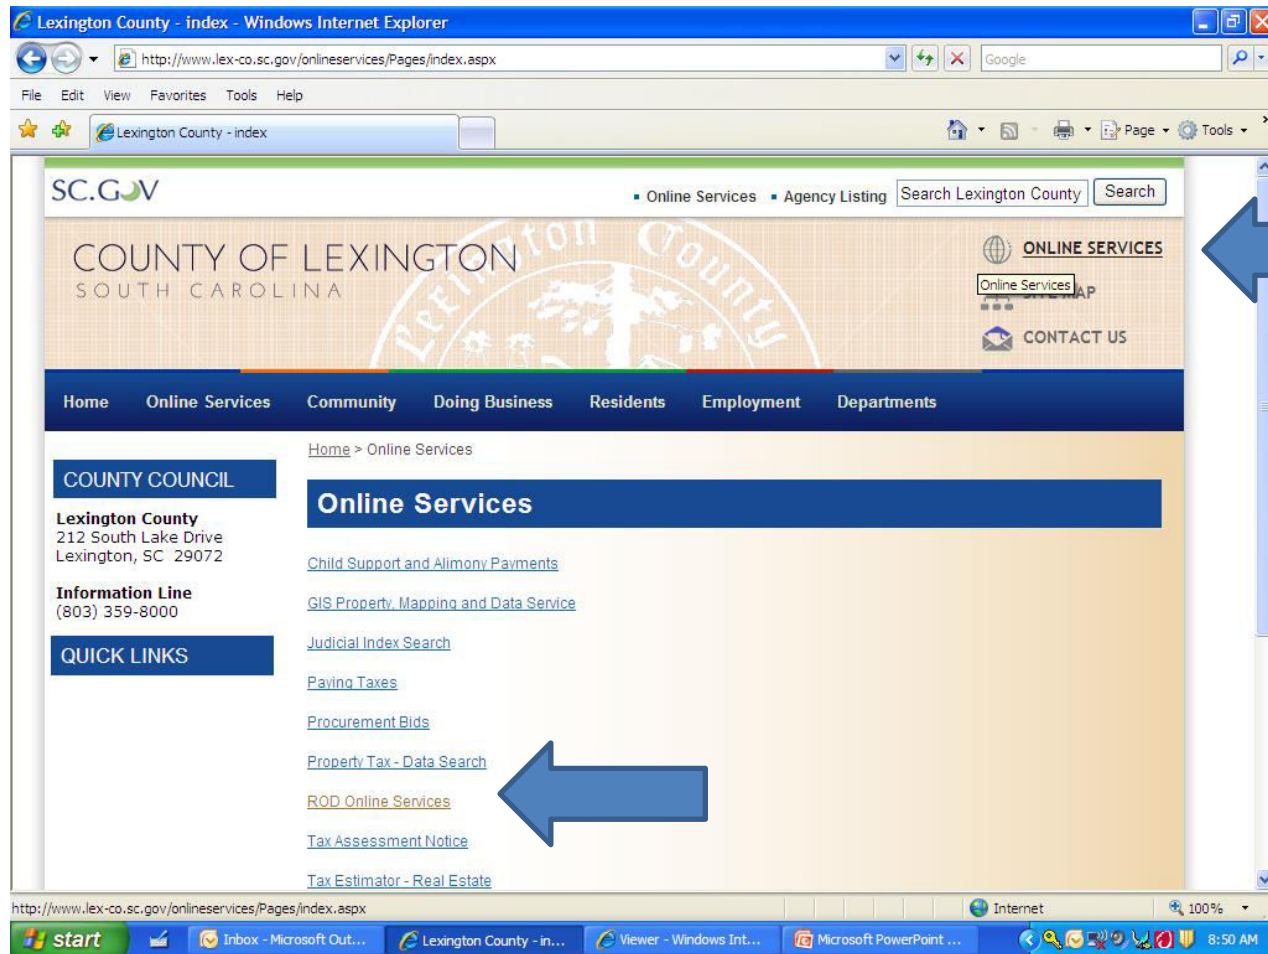 Lexington County - index - Windows Internet Explorer
http://www.lex-co.sc.gov/onlineservices/Pages/index.aspx
Google
File Edit View Favorites Tools Help
Lexington County - index
Page Tools
SC.GOV
Online Services Agency Listing Search Lexington County Search
COUNTY OF LEXINGTON
SOUTH CAROLINA
Lexington County
ONLINE SERVICES
Online Services
SITE MAP
CONTACT US
Home Online Services Community Doing Business Residents Employment Departments
Home > Online Services
COUNTY COUNCIL
Lexington County
212 South Lake Drive
Lexington, SC 29072
Information Line
(803) 359-8000
QUICK LINKS
Online Services
Child Support and Alimony Payments
GIS Property, Mapping and Data Service
Judicial Index Search
Paying Taxes
Procurement Bids
Property Tax - Data Search
ROD Online Services
Tax Assessment Notice
Tax Estimator - Real Estate
http://www.lex-co.sc.gov/onlineservices/Pages/index.aspx
Internet
100%
start
Inbox - Microsoft Out...
Lexington County - in...
Viewer - Windows Int...
Microsoft PowerPoint ...
8:50 AM